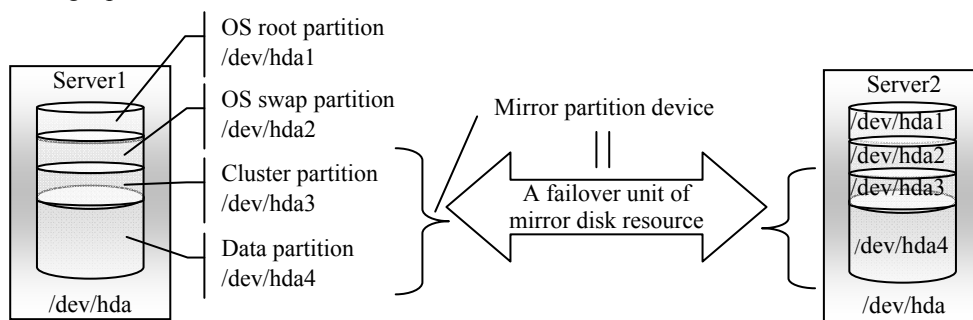 OS root partition
/dev/hda1
Server1
OS swap partition
/dev/hda2
Cluster partition
/dev/hda3
Data partition
/dev/hda4
/dev/hda
Mirror partition device
A failover unit of
mirror disk resource
Server2
/dev/hda1
/dev/hda2
/dev/hda3
/dev/hda4
/dev/hda